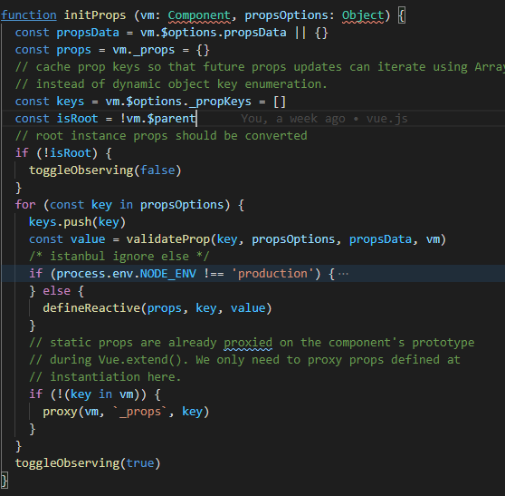 function initProps (vm: Component, propsOptions: Object) {
  const propsData = vm.$options.propsData || {}
  const props = vm._props = {}
  // cache prop keys so that future props updates can iterate using Array
  // instead of dynamic object key enumeration.
  const keys = vm.$options._propKeys = []
  const isRoot = !vm.$parent You, a week ago • vue.js
  // root instance props should be converted
  if (!isRoot) {
    toggleObserving(false)
  }
  for (const key in propsOptions) {
    keys.push(key)
    const value = validateProp(key, propsOptions, propsData, vm)
    /* istanbul ignore else */
    if (process.env.NODE_ENV !== 'production') {⋯
    } else {
      defineReactive(props, key, value)
    }
    // static props are already proxied on the component's prototype
    // during Vue.extend(). We only need to proxy props defined at
    // instantiation here.
    if (!(key in vm)) {
      proxy(vm, `_props`, key)
    }
  }
  toggleObserving(true)
}